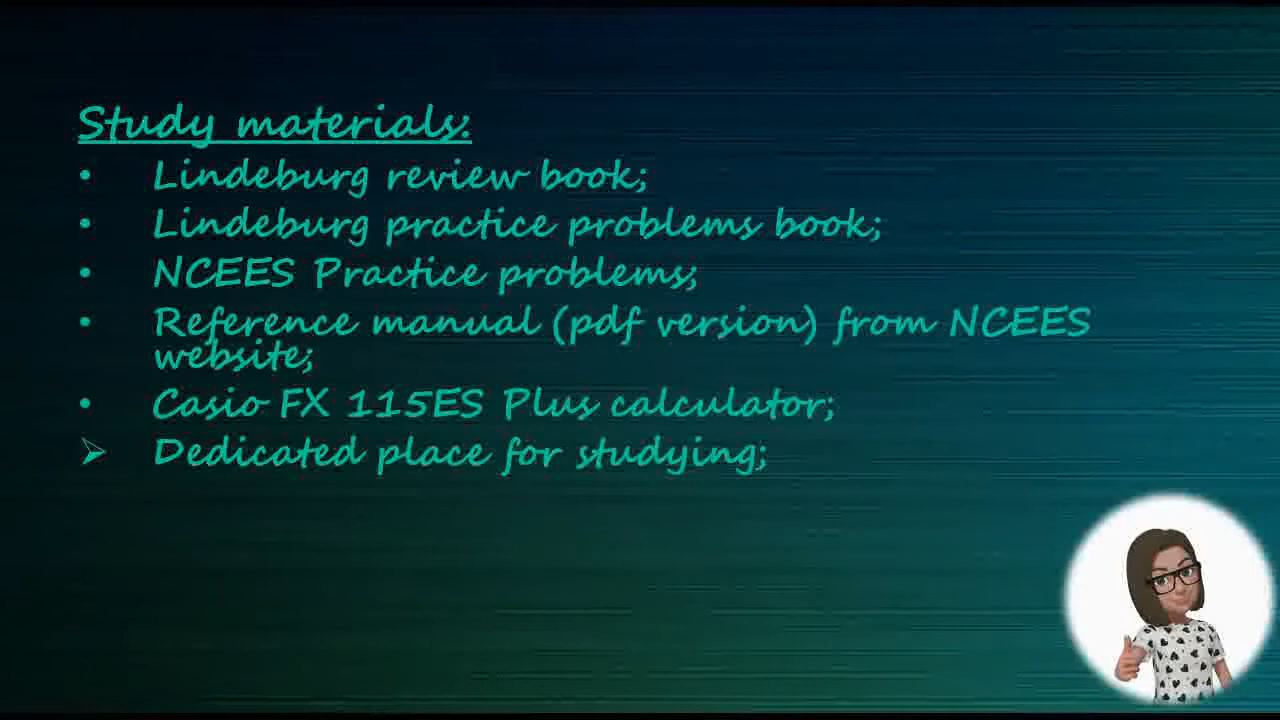 Study materials:
• Lindeburg review book;
• Lindeburg practice problems book;
• NCEES Practice problems;
• Reference manual (pdf version) from NCEES
website;
• Casio FX 115ES Plus calculator;
➢ Dedicated place for studying;